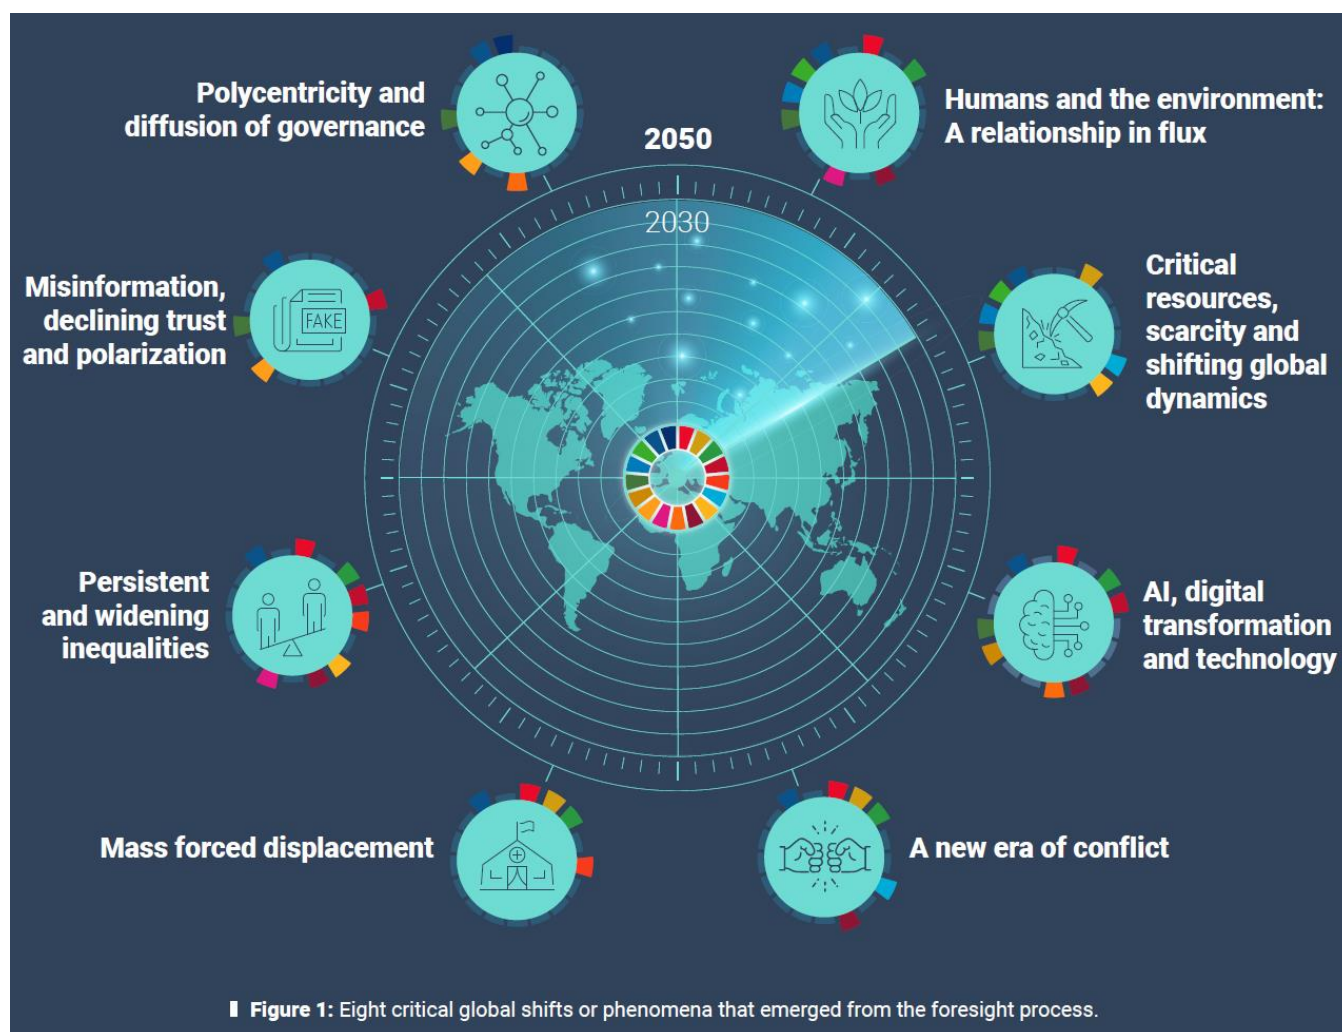 Polycentricity and
diffusion of governance
2050
Humans and the environment:
A relationship in flux
2030
Misinformation,
declining trust
and polarization
FAKE
Critical
resources,
scarcity and
shifting global
dynamics
Persistent
and widening
inequalities
AI, digital
transformation
and technology
Mass forced displacement
A new era of conflict
Figure 1: Eight critical global shifts or phenomena that emerged from the foresight process.